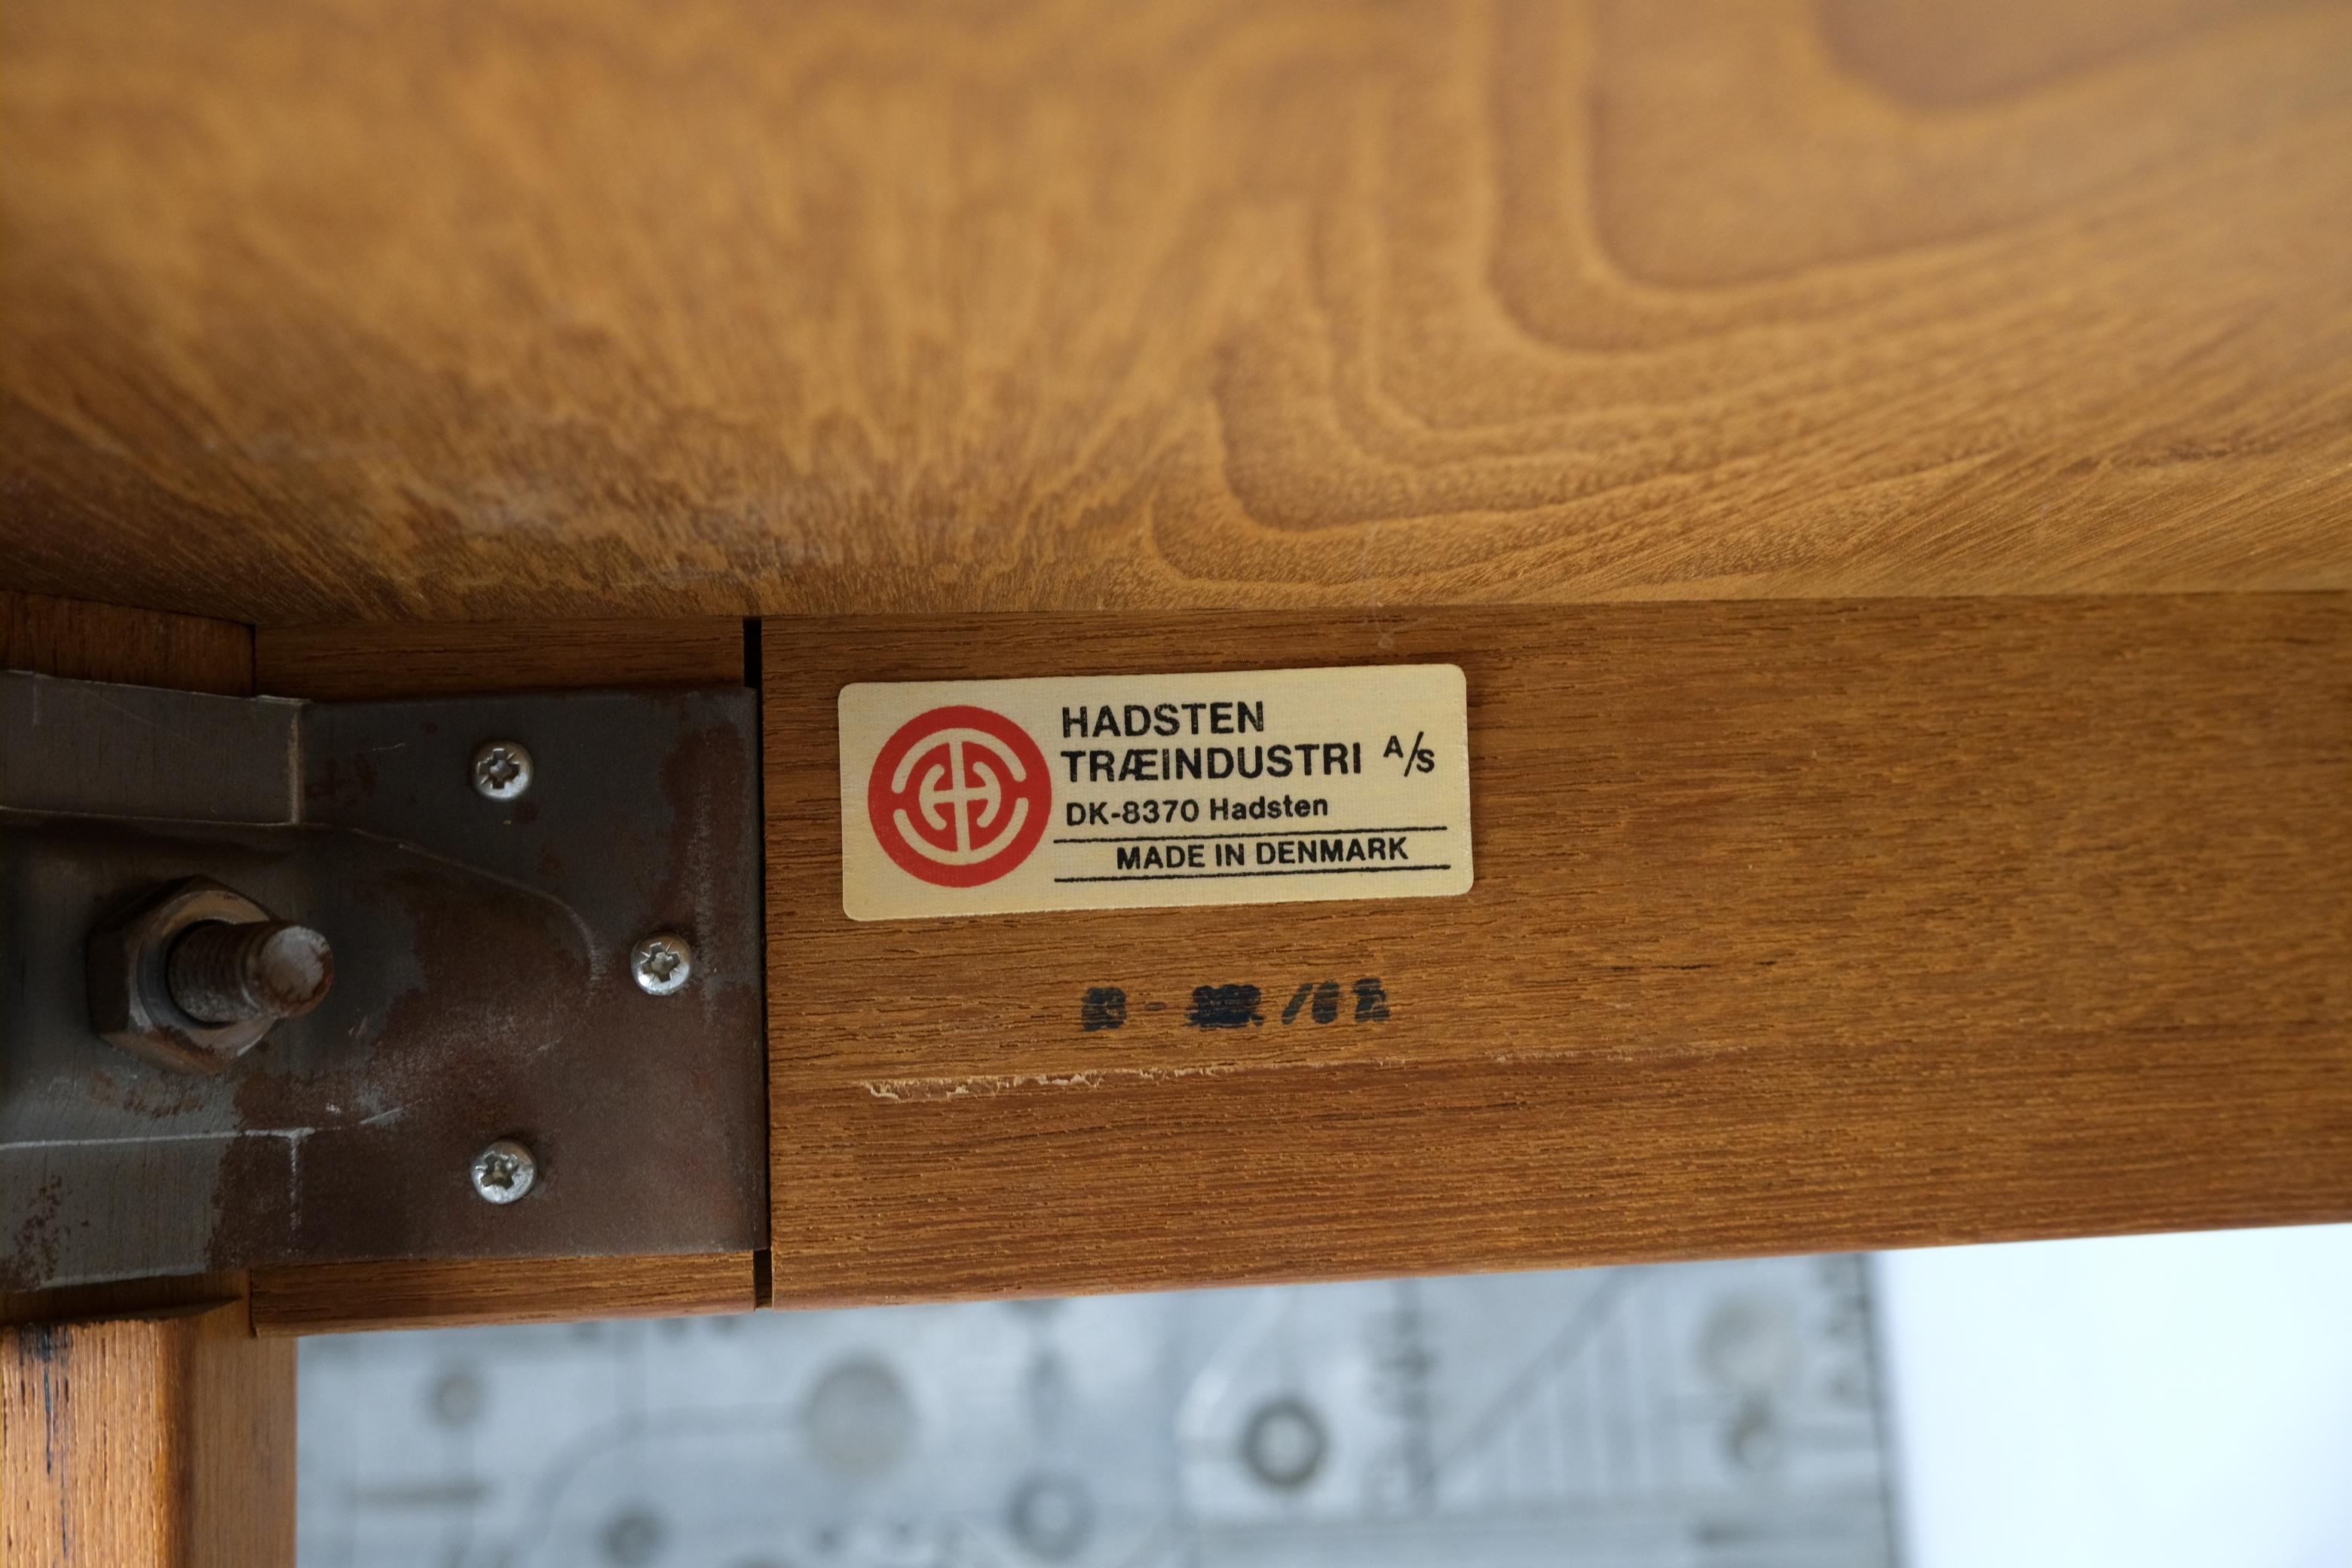 HADSTEN
TRÆINDUSTRI A/S
DK-8370 Hadsten
MADE IN DENMARK